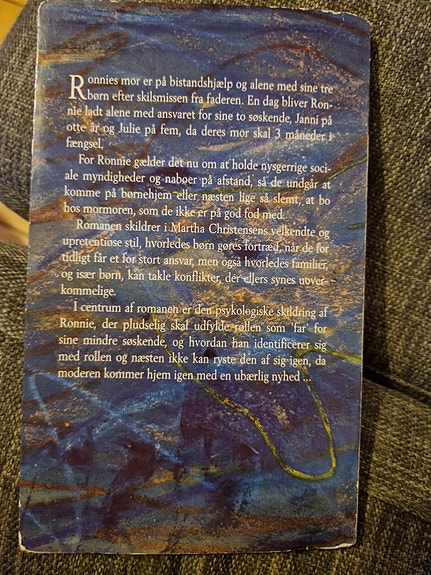 Ronnies mor er på bistandshjælp og alene med sine tre
børn efter skilsmissen fra faderen. En dag bliver Ron-
nie ladt alene med ansvaret for sine to søskende, Janni på
otte år og Julie på fem, da deres mor skal 3 måneder i
fængsel.
For Ronnie gælder det nu om at holde nysgerrige soci-
ale myndigheder og naboer på afstand, så de undgår at
komme på børnehjem eller næsten lige så slemt, at bo
hos mormoren, som de ikke er på god fod med.
Romanen skildrer i Martha Christensens velkendte og
upretentiøse stil, hvorledes børn gøres fortræd, når de for
tidligt får et for stort ansvar, men også hvorledes familier,
og især børn, kan takle konflikter, der ellers synes uover-
kommelige.
I centrum af romanen er den psykologiske skildring af
Ronnie, der pludselig skal udfylde rollen som 'far' for
sine mindre søskende, og hvordan han identificerer sig
med rollen og næsten ikke kan ryste den af sig igen, da
moderen kommer hjem igen med en ubærlig nyhed ...